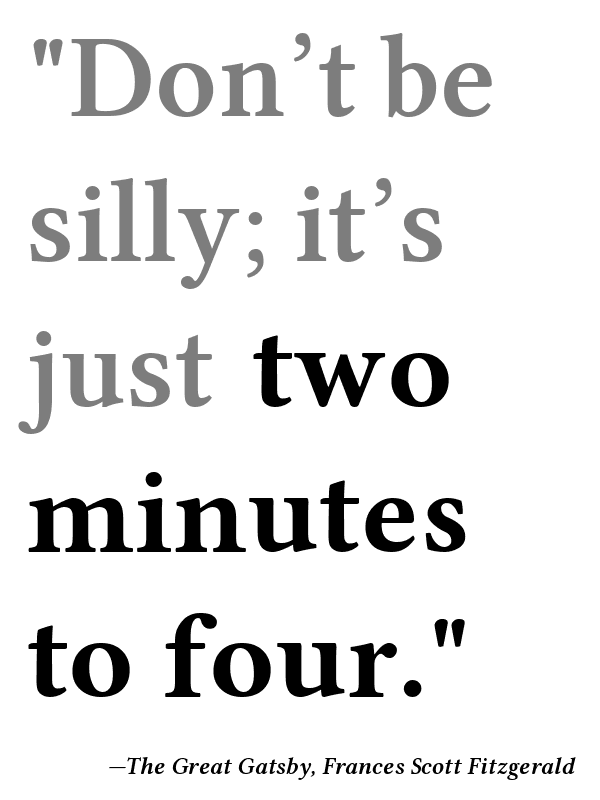 "Don’t be
silly; it’s
just two
minutes
to four."
—The Great Gatsby, Frances Scott Fitzgerald